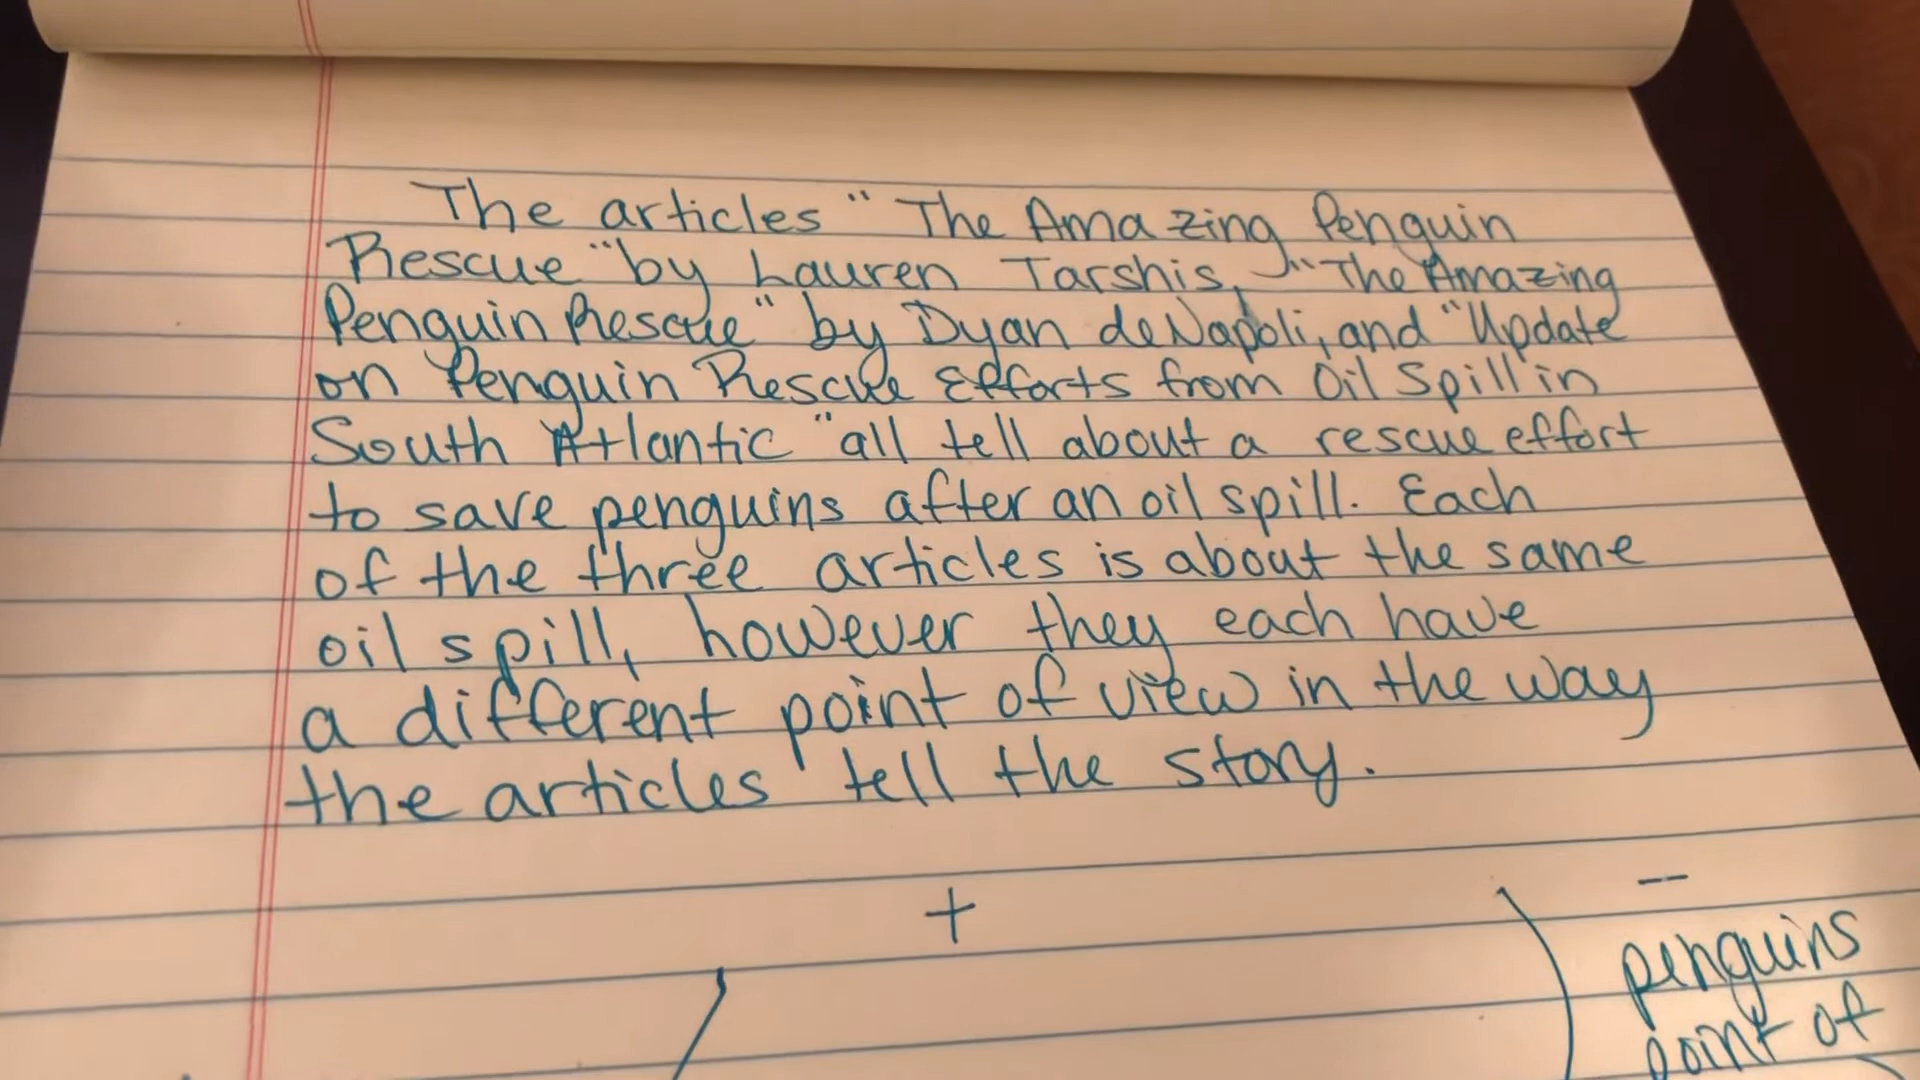 The articles "The Amazing Penguin
Rescue" by Lauren Tarshis, "The Amazing
Penguin Rescue" by Dyan deNapoli, and "Update
on Penguin Rescue Efforts from Oil Spill in
South Atlantic" all tell about a rescue effort
to save penguins after an oil spill. Each
of the three articles is about the same
oil spill, however they each have
a different point of view in the way
the articles tell the story.
+
–
penguins
point of